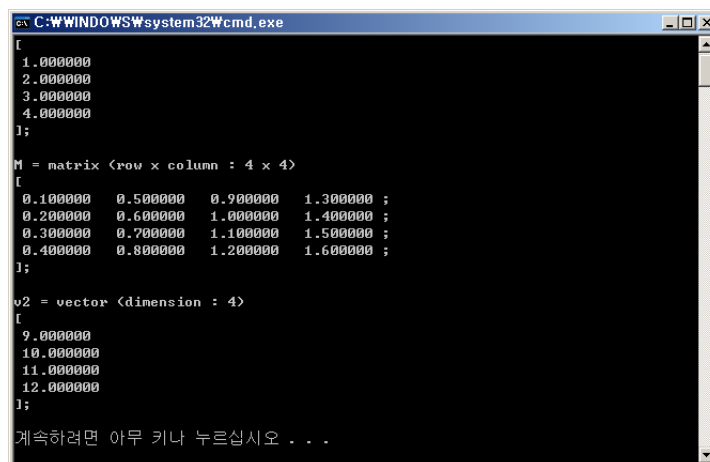 C:₩WINDOWS₩system32₩cmd.exe
[
1.000000
2.000000
3.000000
4.000000
];
M = matrix (row x column : 4 x 4)
[
0.100000 0.500000 0.900000 1.300000 ;
0.200000 0.600000 1.000000 1.400000 ;
0.300000 0.700000 1.100000 1.500000 ;
0.400000 0.800000 1.200000 1.600000 ;
];
v2 = vector (dimension : 4)
[
9.000000
10.000000
11.000000
12.000000
];
계속하려면 아무 키나 누르십시오 . . .